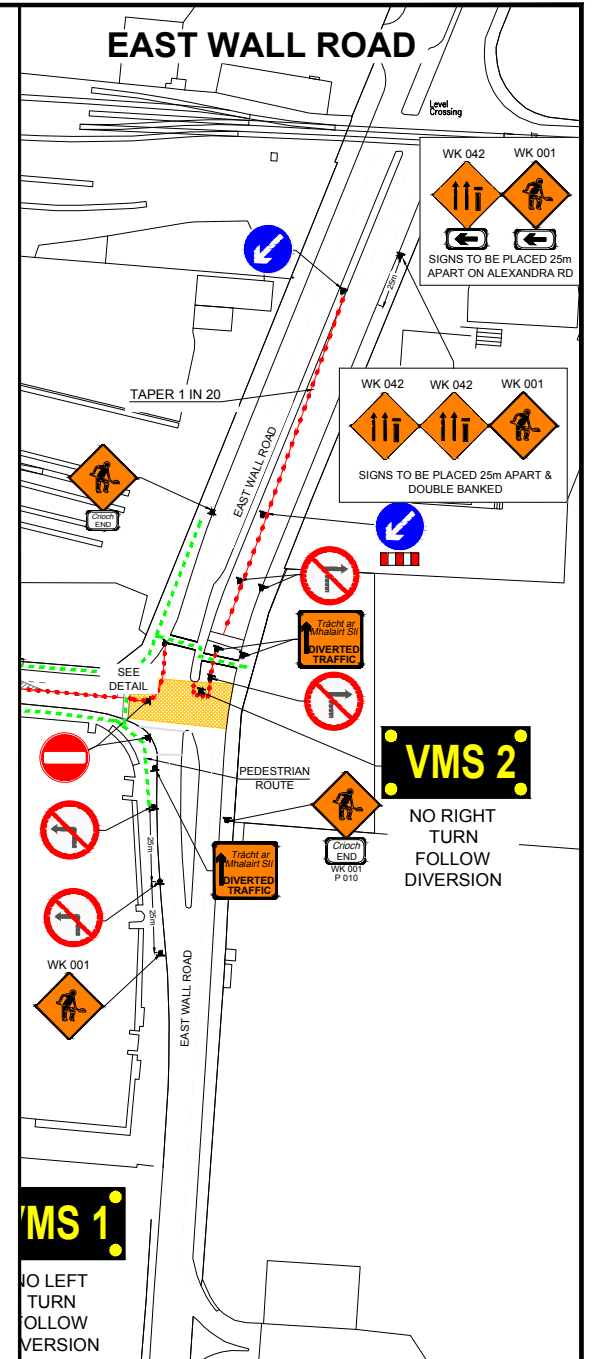 EAST WALL ROAD
Level
Crossing
WK 042
WK 001
SIGNS TO BE PLACED 25m
APART ON ALEXANDRA RD
25m
TAPER 1 IN 20
EAST WALL ROAD
WK 042
WK 042
WK 001
SIGNS TO BE PLACED 25m APART &
DOUBLE BANKED
Críoch
END
Trácht ar
Mhalairt Slí
DIVERTED
TRAFFIC
SEE
DETAIL
VMS 2
PEDESTRIAN
ROUTE
NO RIGHT
TURN
FOLLOW
DIVERSION
Críoch
END
WK 001
P 010
Trácht ar
Mhalairt Slí
DIVERTED
TRAFFIC
25m
25m
WK 001
EAST WALL ROAD
VMS 1
NO LEFT
TURN
FOLLOW
VERSION